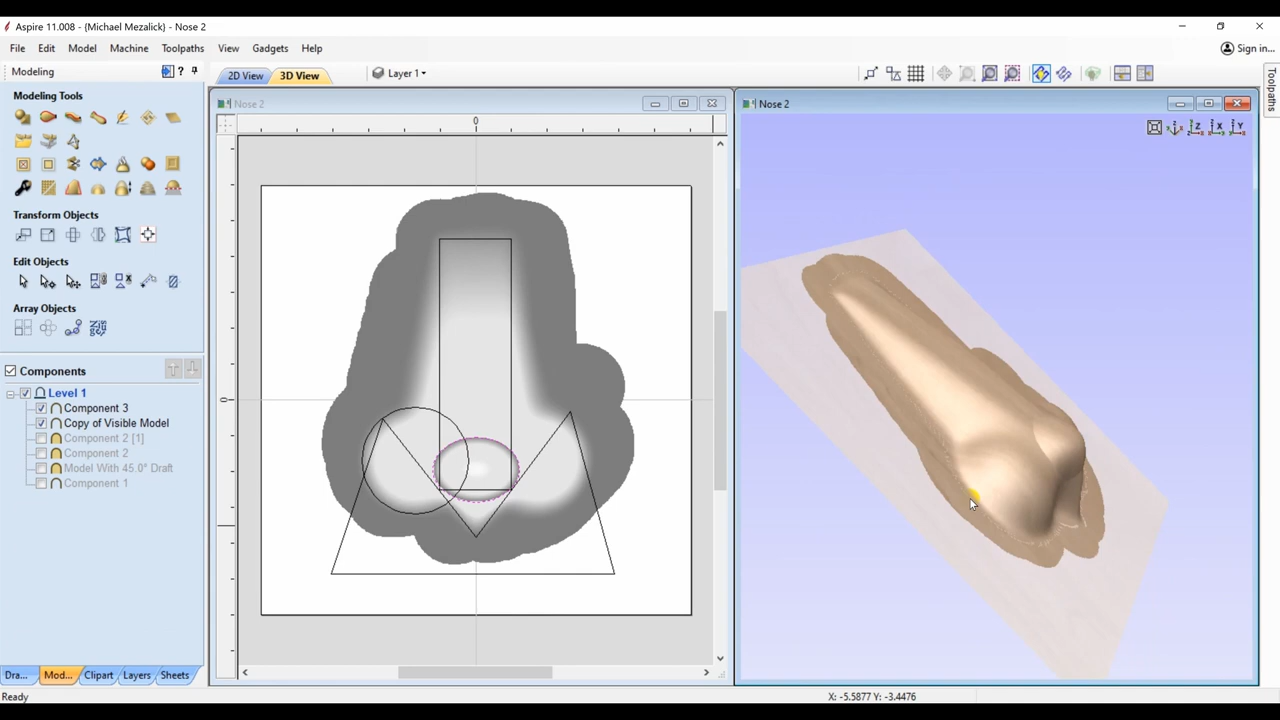 Aspire 11.008 - {Michael Mezalick} - Nose 2
File Edit Model Machine Toolpaths View Gadgets Help
Sign in...
Modeling ?
2D View 3D View Layer 1
Toolpaths
Modeling Tools
Transform Objects
Edit Objects
Array Objects
Components
Level 1
Component 3
Copy of Visible Model
Component 2 [1]
Component 2
Model With 45.0° Draft
Component 1
Dra... Mod... Clipart Layers Sheets
Nose 2
0
0
Nose 2
Z X Y
Ready
X: -5.5877 Y: -3.4476